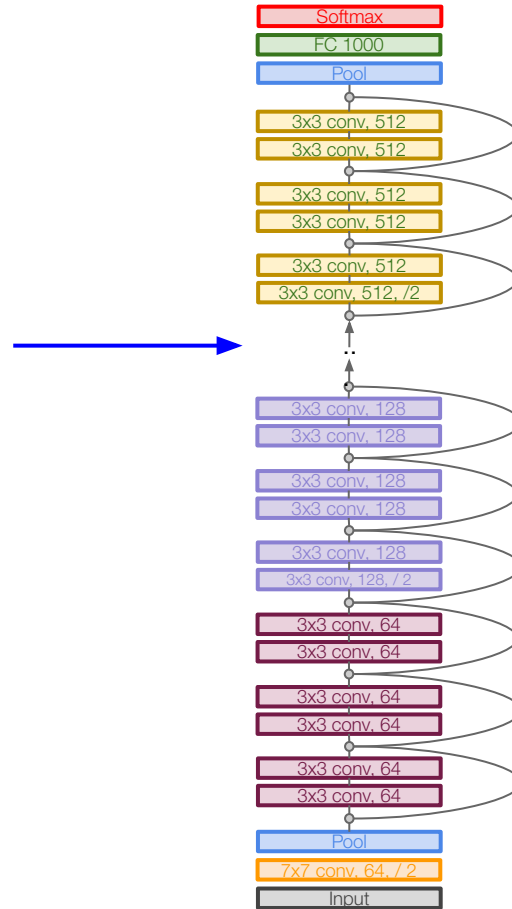 Softmax
FC 1000
Pool
3x3 conv, 512
3x3 conv, 512
3x3 conv, 512
3x3 conv, 512
3x3 conv, 512
3x3 conv, 512, /2
..
3x3 conv, 128
3x3 conv, 128
3x3 conv, 128
3x3 conv, 128
3x3 conv, 128
3x3 conv, 128, / 2
3x3 conv, 64
3x3 conv, 64
3x3 conv, 64
3x3 conv, 64
3x3 conv, 64
3x3 conv, 64
Pool
7x7 conv, 64, / 2
Input